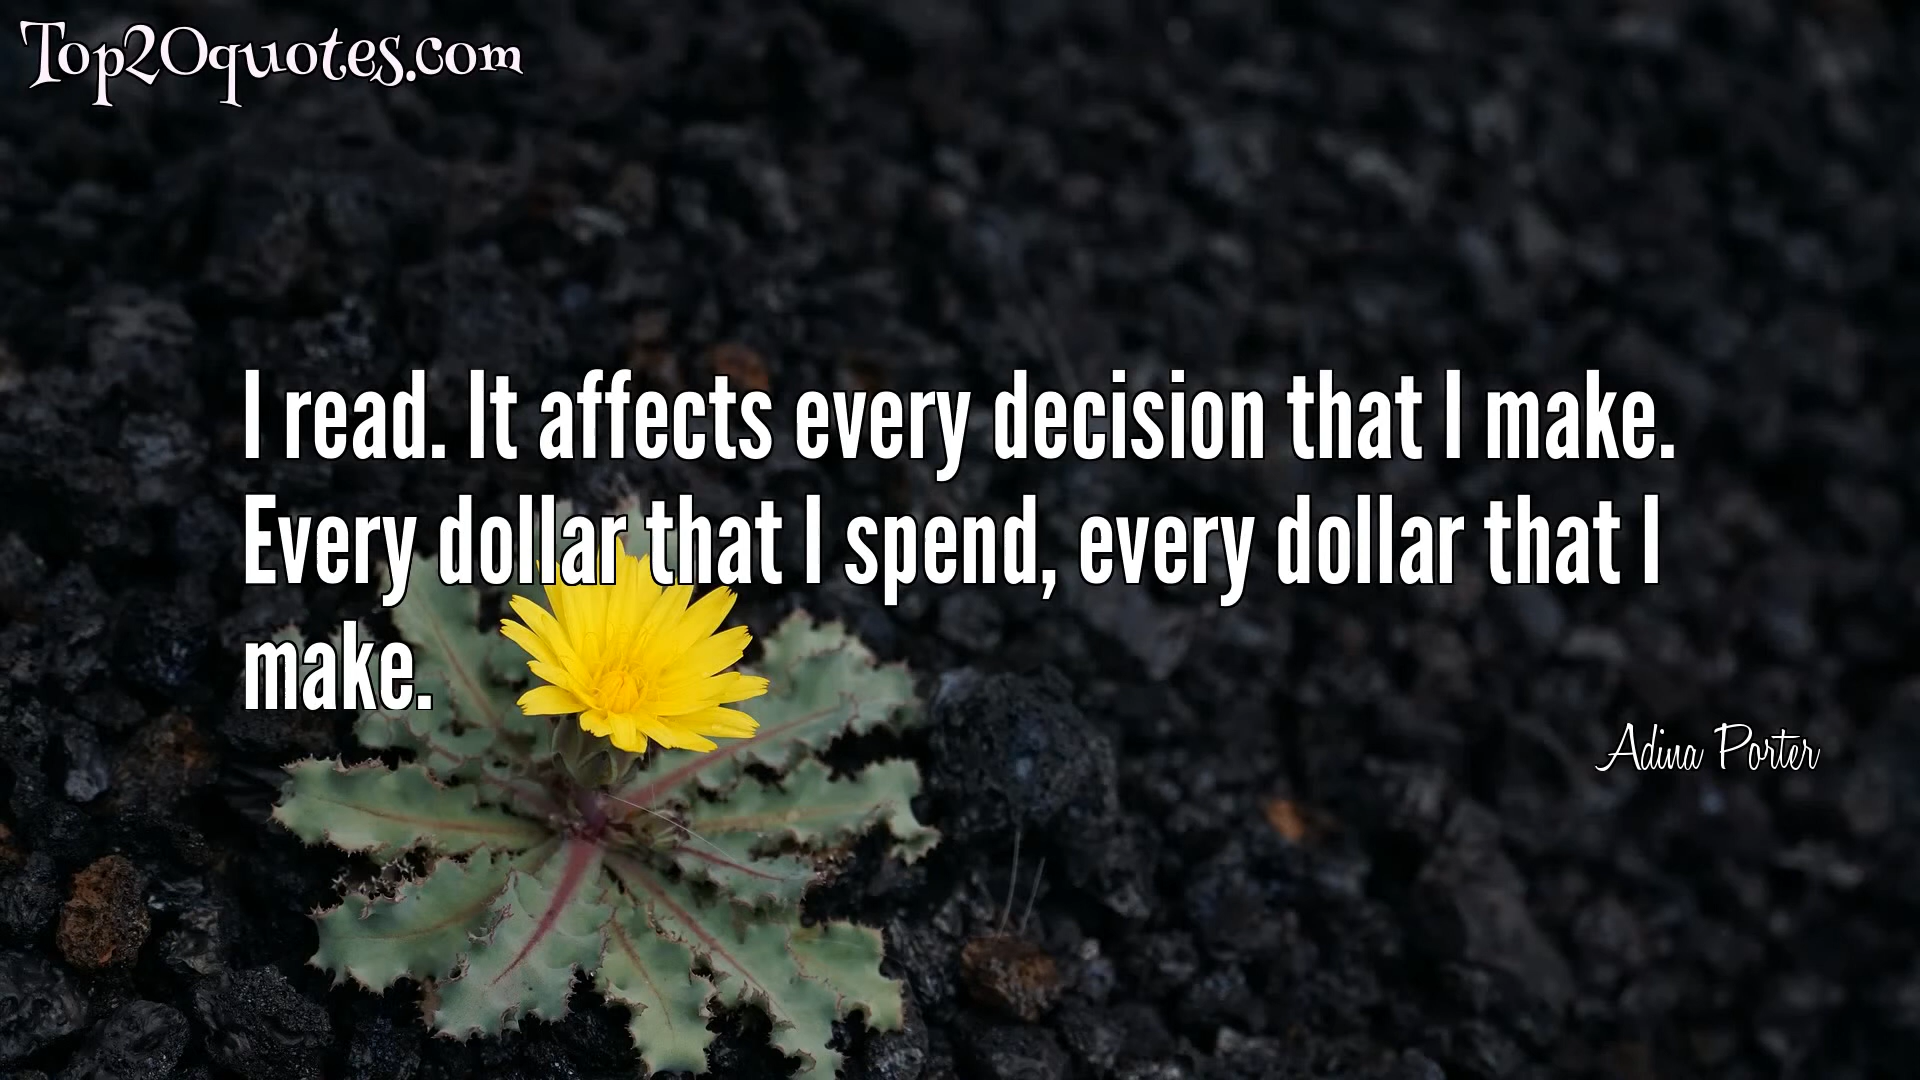 Top20quotes.com
I read. It affects every decision that I make.
Every dollar that I spend, every dollar that I
make.
Adina Porter